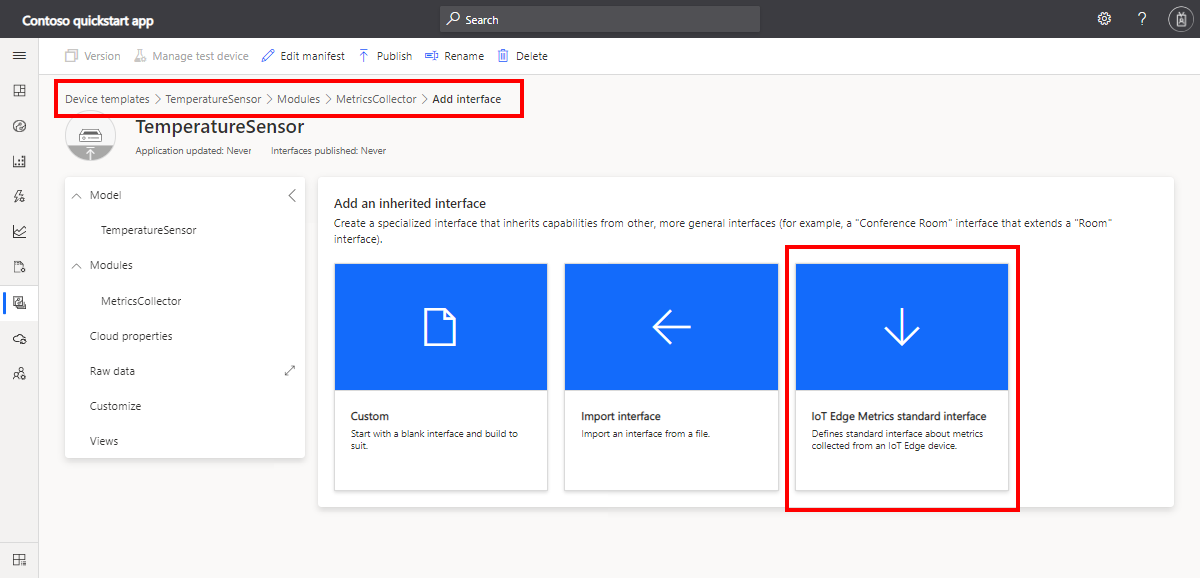 Contoso quickstart app
Search
?
Version Manage test device Edit manifest Publish Rename Delete
Device templates > TemperatureSensor > Modules > MetricsCollector > Add interface
TemperatureSensor
Application updated: Never Interfaces published: Never
Model
TemperatureSensor
Modules
MetricsCollector
Cloud properties
Raw data
Customize
Views
Add an inherited interface
Create a specialized interface that inherits capabilities from other, more general interfaces (for example, a "Conference Room" interface that extends a "Room"
interface).
Custom
Start with a blank interface and build to
suit.
Import interface
Import an interface from a file.
IoT Edge Metrics standard interface
Defines standard interface about metrics
collected from an IoT Edge device.